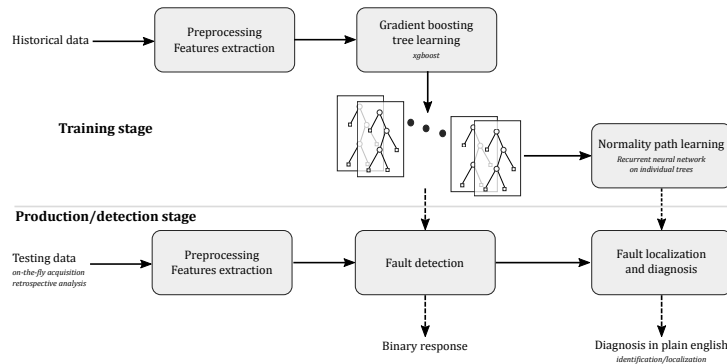 Historical data
Preprocessing
Features extraction
Gradient boosting
tree learning
xgboost
Training stage
Normality path learning
Recurrent neural network
on individual trees
Production/detection stage
Testing data
on-the-fly acquisition
retrospective analysis
Preprocessing
Features extraction
Fault detection
Fault localization
and diagnosis
Binary response
Diagnosis in plain english
identification/localization